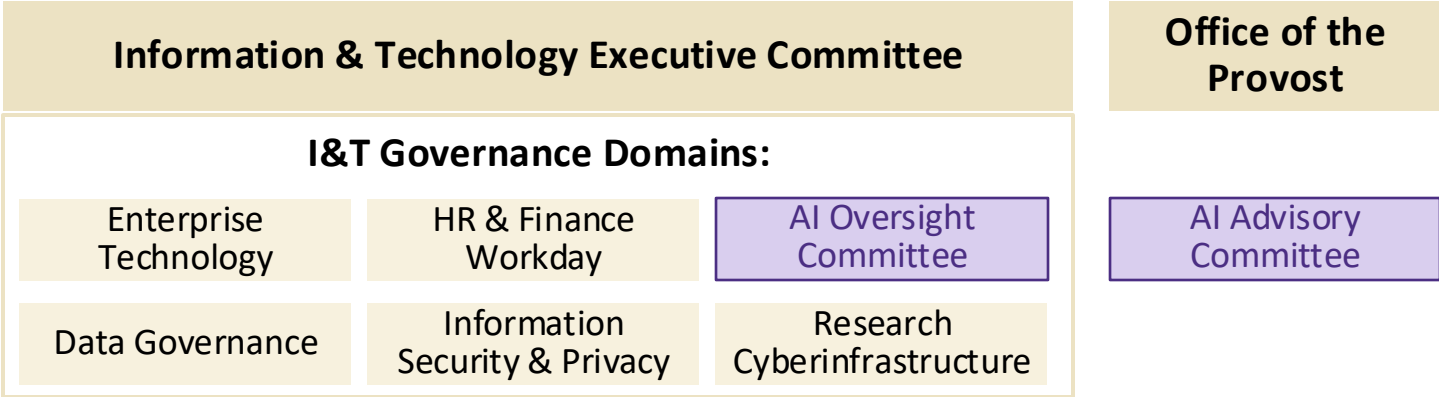 Information & Technology Executive Committee
Office of the
Provost
I&T Governance Domains:
Enterprise
Technology
HR & Finance
Workday
AI Oversight
Committee
AI Advisory
Committee
Data Governance
Information
Security & Privacy
Research
Cyberinfrastructure